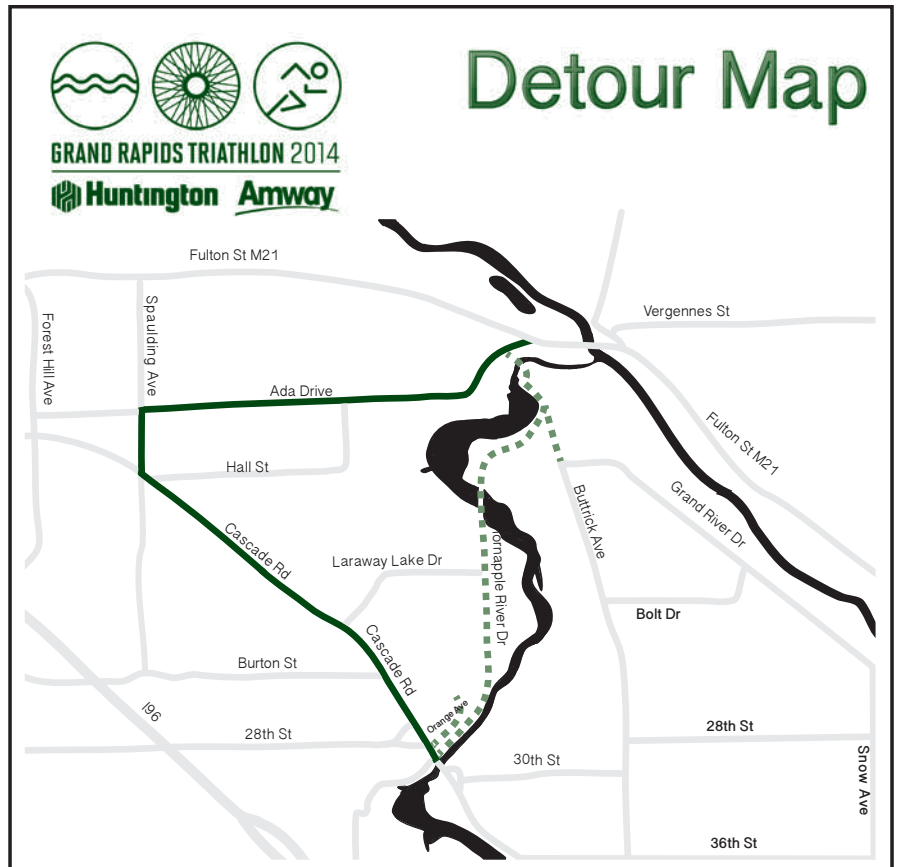 Detour Map
GRAND RAPIDS TRIATHLON 2014
Huntington Amway
Fulton St M21
Vergennes St
Forest Hill Ave
Spaulding Ave
Ada Drive
Fulton St M21
Hall St
Grand River Dr
Buttrick Ave
Cascade Rd
Laraway Lake Dr
Bolt Dr
Cascade Rd
Burton St
Orange Ave
I96
28th St
28th St
30th St
Snow Ave
36th St
River Dr